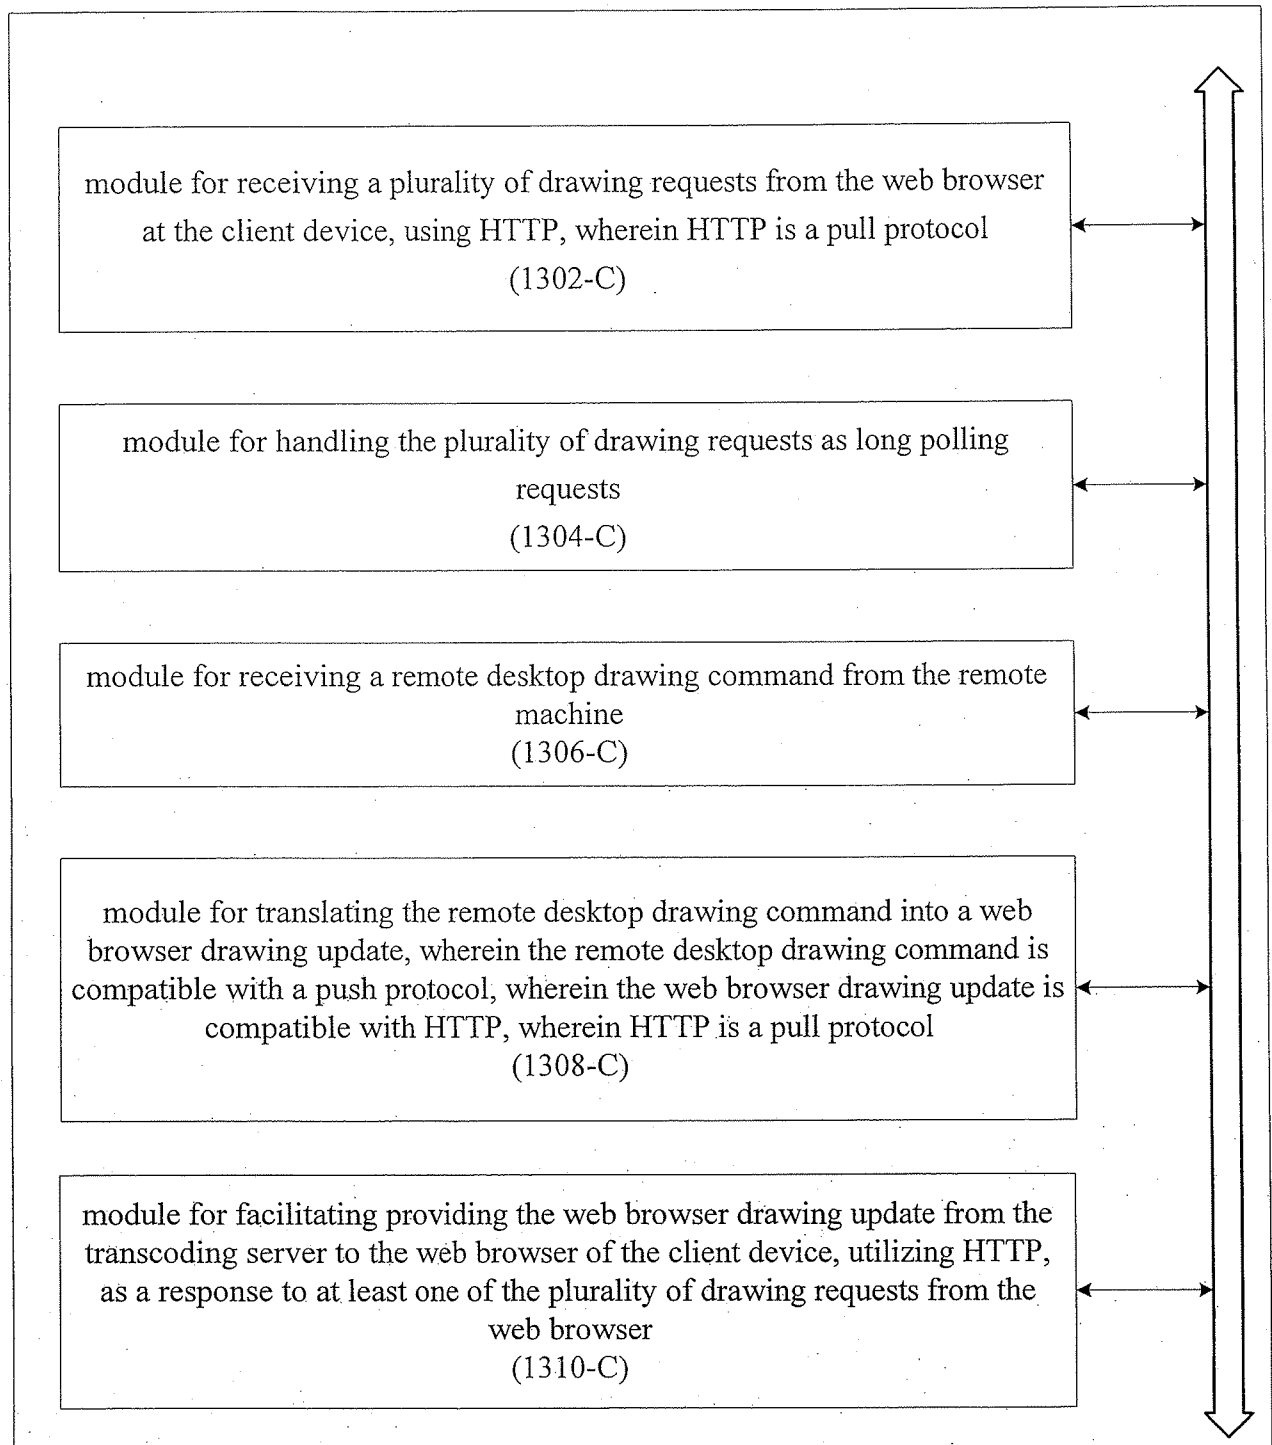 module for receiving a plurality of drawing requests from the web browser
at the client device, using HTTP, wherein HTTP is a pull protocol
(1302-C)
module for handling the plurality of drawing requests as long polling
requests
(1304-C)
module for receiving a remote desktop drawing command from the remote
machine
(1306-C)
module for translating the remote desktop drawing command into a web
browser drawing update, wherein the remote desktop drawing command is
compatible with a push protocol, wherein the web browser drawing update is
compatible with HTTP, wherein HTTP is a pull protocol
(1308-C)
module for facilitating providing the web browser drawing update from the
transcoding server to the web browser of the client device, utilizing HTTP,
as a response to at least one of the plurality of drawing requests from the
web browser
(1310-C)